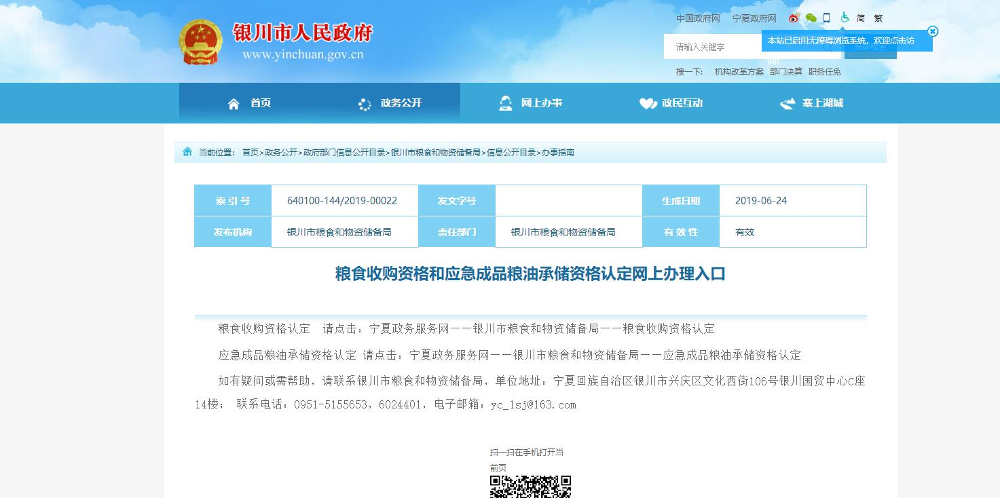 中国政府网 宁夏政府网 简 繁
银川市人民政府
www.yinchuan.gov.cn
本站已启用无障碍浏览系统，欢迎点击访
问!
请输入关键字
搜一下: 机构改革方案 部门决算 职务任免
首页 政务公开 网上办事 政民互动 塞上湖城
当前位置： 首页>政务公开>政府部门信息公开目录>银川市粮食和物资储备局>信息公开目录>办事指南
索 引 号 640100-144/2019-00022 发文字号 生成日期 2019-06-24
发布机构 银川市粮食和物资储备局 责任部门 银川市粮食和物资储备局 有 效 性 有效
粮食收购资格和应急成品粮油承储资格认定网上办理入口
粮食收购资格认定 请点击：宁夏政务服务网——银川市粮食和物资储备局——粮食收购资格认定
应急成品粮油承储资格认定 请点击：宁夏政务服务网——银川市粮食和物资储备局——应急成品粮油承储资格认定
如有疑问或需帮助，请联系银川市粮食和物资储备局，单位地址：宁夏回族自治区银川市兴庆区文化西街106号银川国贸中心C座
14楼； 联系电话：0951-5155653，6024401，电子邮箱：yc_lsj@163.com
扫一扫在手机打开当
前页